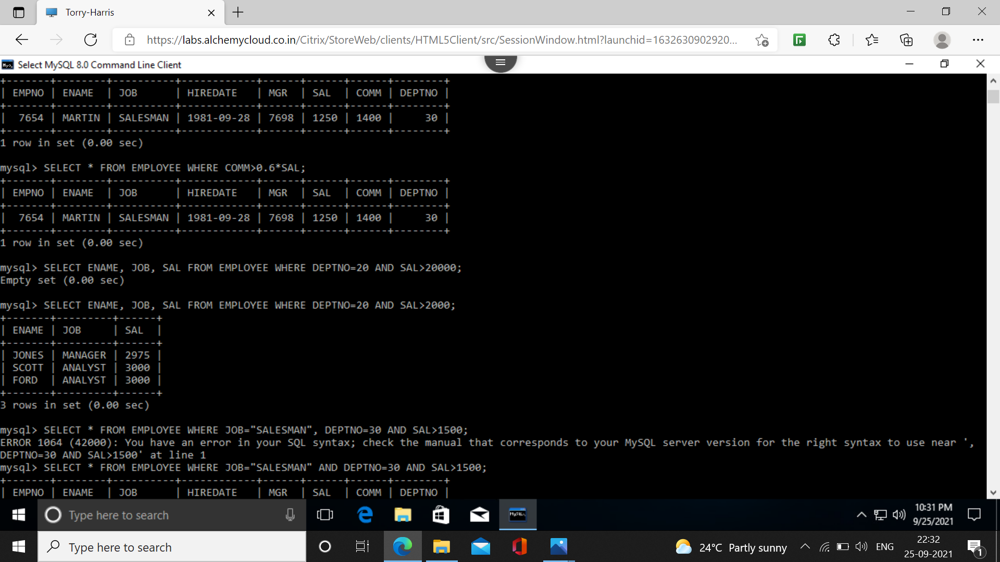 Torry-Harris
https://labs.alchemycloud.co.in/Citrix/StoreWeb/clients/HTML5Client/src/SessionWindow.html?launchid=1632630902920...
Select MySQL 8.0 Command Line Client
+-------+--------+----------+------------+------+------+------+--------+
| EMPNO | ENAME  | JOB      | HIREDATE   | MGR  | SAL  | COMM | DEPTNO |
+-------+--------+----------+------------+------+------+------+--------+
|  7654 | MARTIN | SALESMAN | 1981-09-28 | 7698 | 1250 | 1400 |     30 |
+-------+--------+----------+------------+------+------+------+--------+
1 row in set (0.00 sec)
mysql> SELECT * FROM EMPLOYEE WHERE COMM>0.6*SAL;
+-------+--------+----------+------------+------+------+------+--------+
| EMPNO | ENAME  | JOB      | HIREDATE   | MGR  | SAL  | COMM | DEPTNO |
+-------+--------+----------+------------+------+------+------+--------+
|  7654 | MARTIN | SALESMAN | 1981-09-28 | 7698 | 1250 | 1400 |     30 |
+-------+--------+----------+------------+------+------+------+--------+
1 row in set (0.00 sec)
mysql> SELECT ENAME, JOB, SAL FROM EMPLOYEE WHERE DEPTNO=20 AND SAL>20000;
Empty set (0.00 sec)
mysql> SELECT ENAME, JOB, SAL FROM EMPLOYEE WHERE DEPTNO=20 AND SAL>2000;
+-------+---------+------+
| ENAME | JOB     | SAL  |
+-------+---------+------+
| JONES | MANAGER | 2975 |
| SCOTT | ANALYST | 3000 |
| FORD  | ANALYST | 3000 |
+-------+---------+------+
3 rows in set (0.00 sec)
mysql> SELECT * FROM EMPLOYEE WHERE JOB="SALESMAN", DEPTNO=30 AND SAL>1500;
ERROR 1064 (42000): You have an error in your SQL syntax; check the manual that corresponds to your MySQL server version for the right syntax to use near ',
DEPTNO=30 AND SAL>1500' at line 1
mysql> SELECT * FROM EMPLOYEE WHERE JOB="SALESMAN" AND DEPTNO=30 AND SAL>1500;
+-------+--------+----------+------------+------+------+------+--------+
| EMPNO | ENAME  | JOB      | HIREDATE   | MGR  | SAL  | COMM | DEPTNO |
Type here to search
10:31 PM
9/25/2021
Type here to search
24°C Partly sunny
ENG
22:32
25-09-2021
1